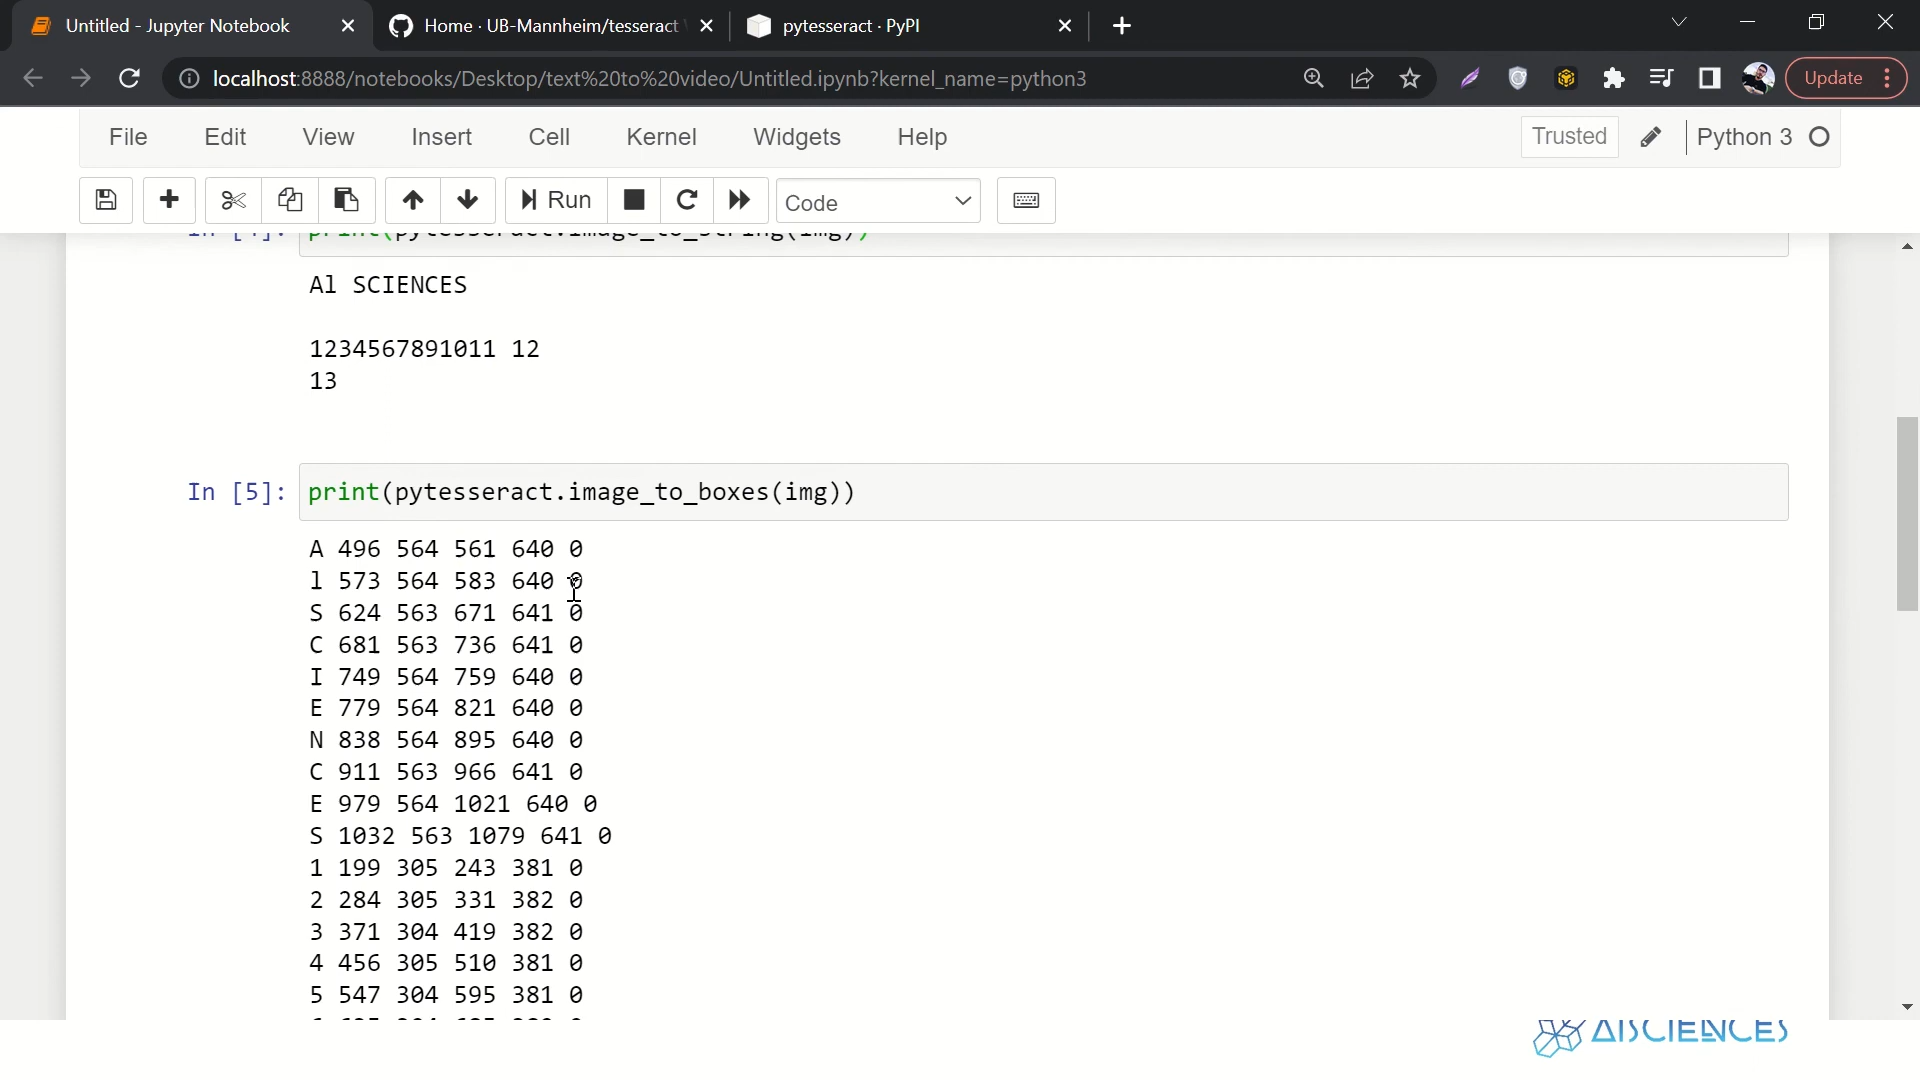 Untitled - Jupyter Notebook
Home · UB-Mannheim/tesseract
pytesseract · PyPI
localhost:8888/notebooks/Desktop/text%20to%20video/Untitled.ipynb?kernel_name=python3
Update
File Edit View Insert Cell Kernel Widgets Help
Trusted
Python 3
Run
Code
In [4]: print(pytesseract.image_to_string(img))
Al SCIENCES
1234567891011 12
13
In [5]: print(pytesseract.image_to_boxes(img))
A 496 564 561 640 0
l 573 564 583 640 0
S 624 563 671 641 0
C 681 563 736 641 0
I 749 564 759 640 0
E 779 564 821 640 0
N 838 564 895 640 0
C 911 563 966 641 0
E 979 564 1021 640 0
S 1032 563 1079 641 0
1 199 305 243 381 0
2 284 305 331 382 0
3 371 304 419 382 0
4 456 305 510 381 0
5 547 304 595 381 0
AISCIENCES